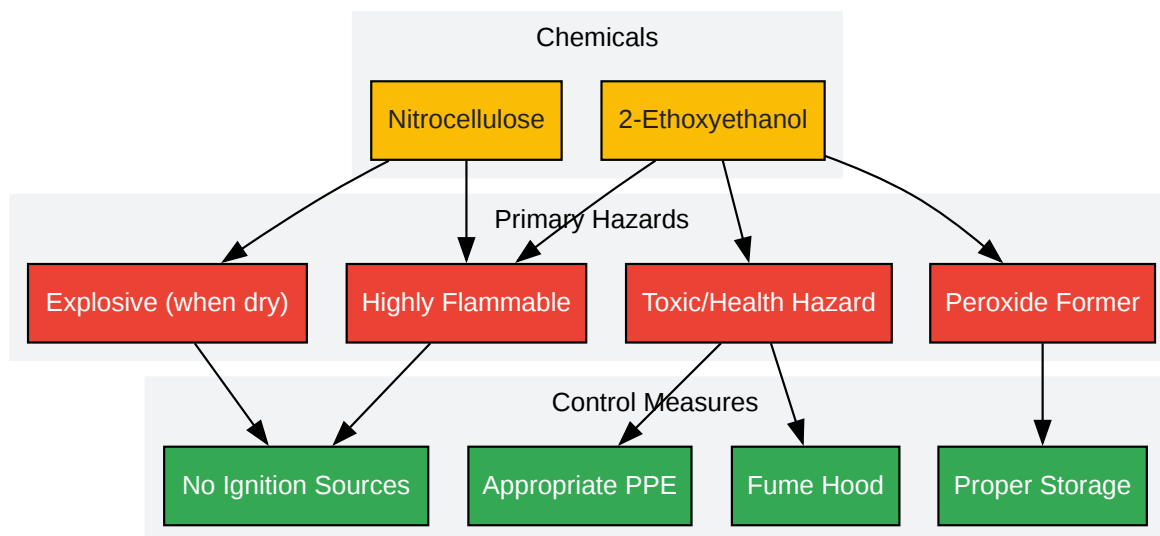 Chemicals
Nitrocellulose
2-Ethoxyethanol
Primary Hazards
Explosive (when dry)
Highly Flammable
Toxic/Health Hazard
Peroxide Former
Control Measures
No Ignition Sources
Appropriate PPE
Fume Hood
Proper Storage